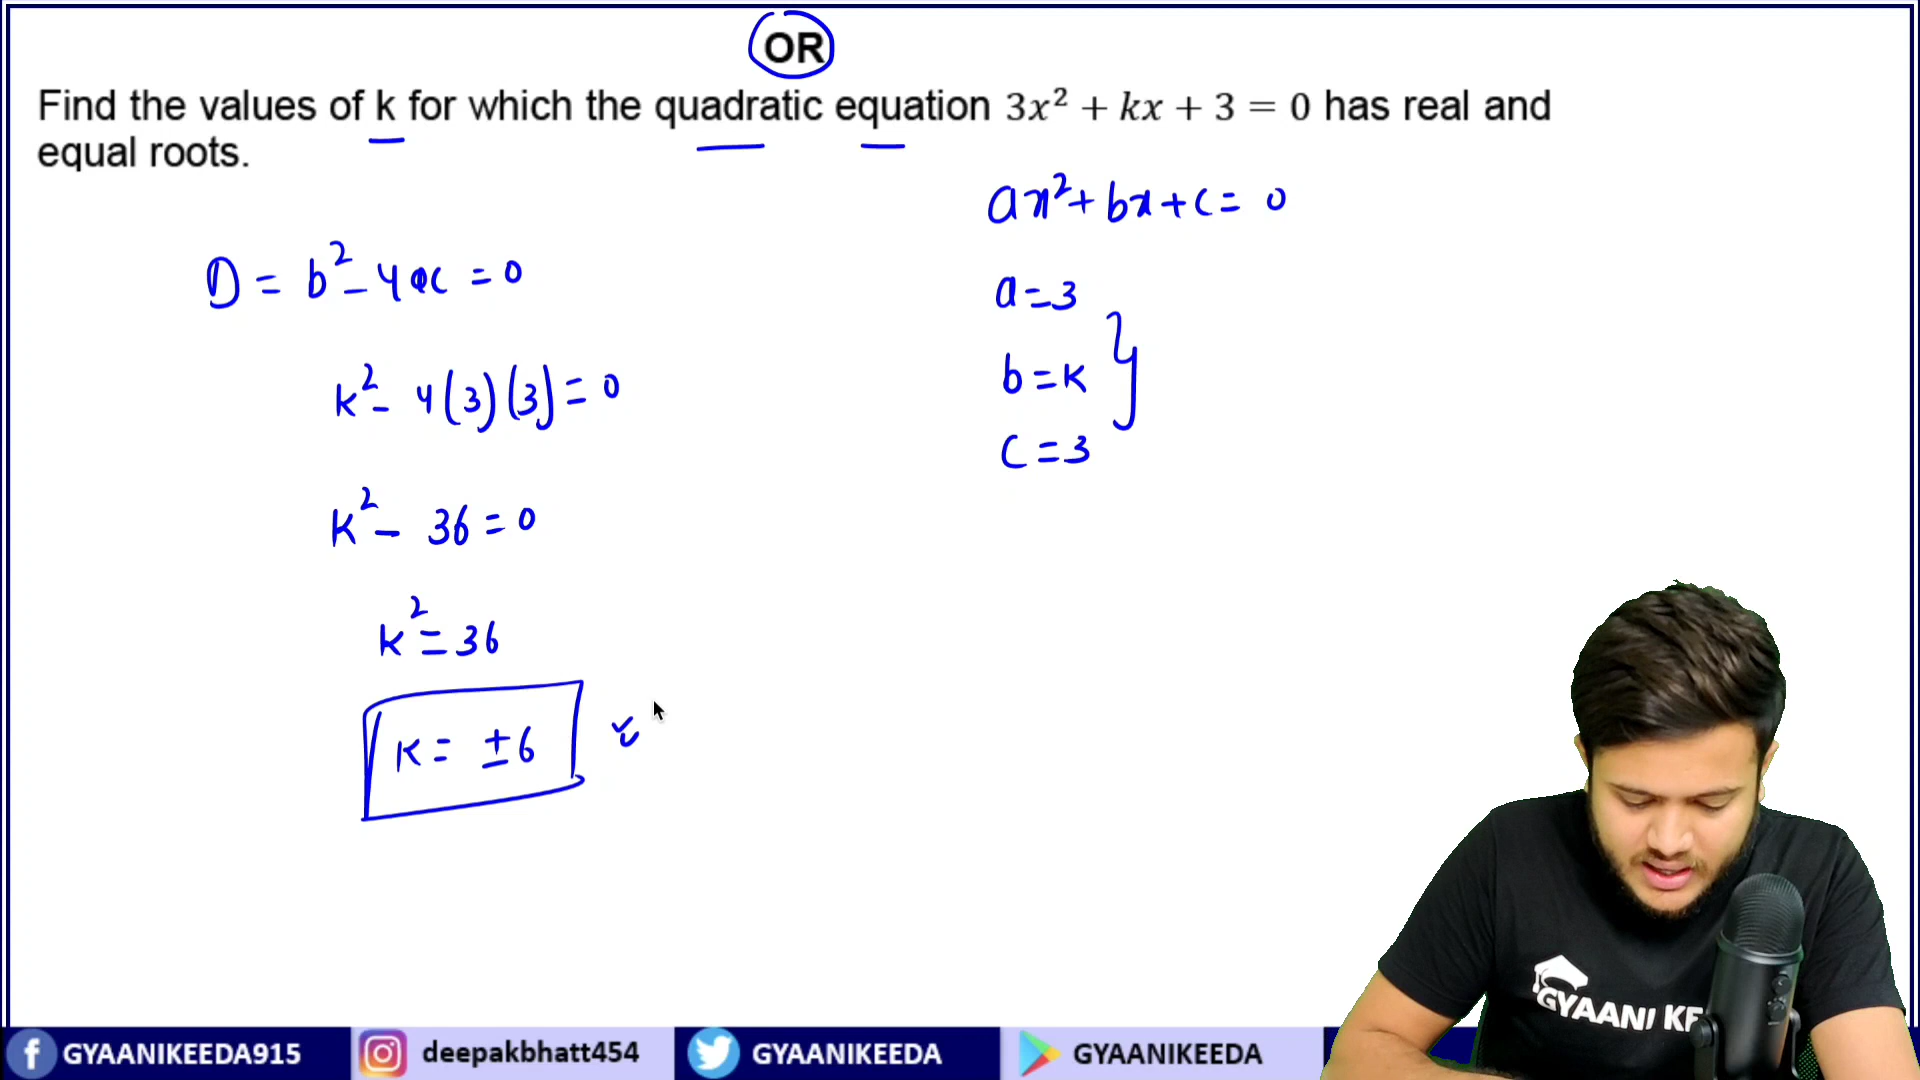 OR
Find the values of k for which the quadratic equation 3x² + kx + 3 = 0 has real and
equal roots.
ax²+bx+c= 0
D = b²-4ac = 0
a=3
k²- 4(3)(3)= 0
b=k
c=3
k²- 36=0
k²=36
k= ±6
GYAANI KE
GYAANIKEEDA915 deepakbhatt454 GYAANIKEEDA GYAANIKEEDA